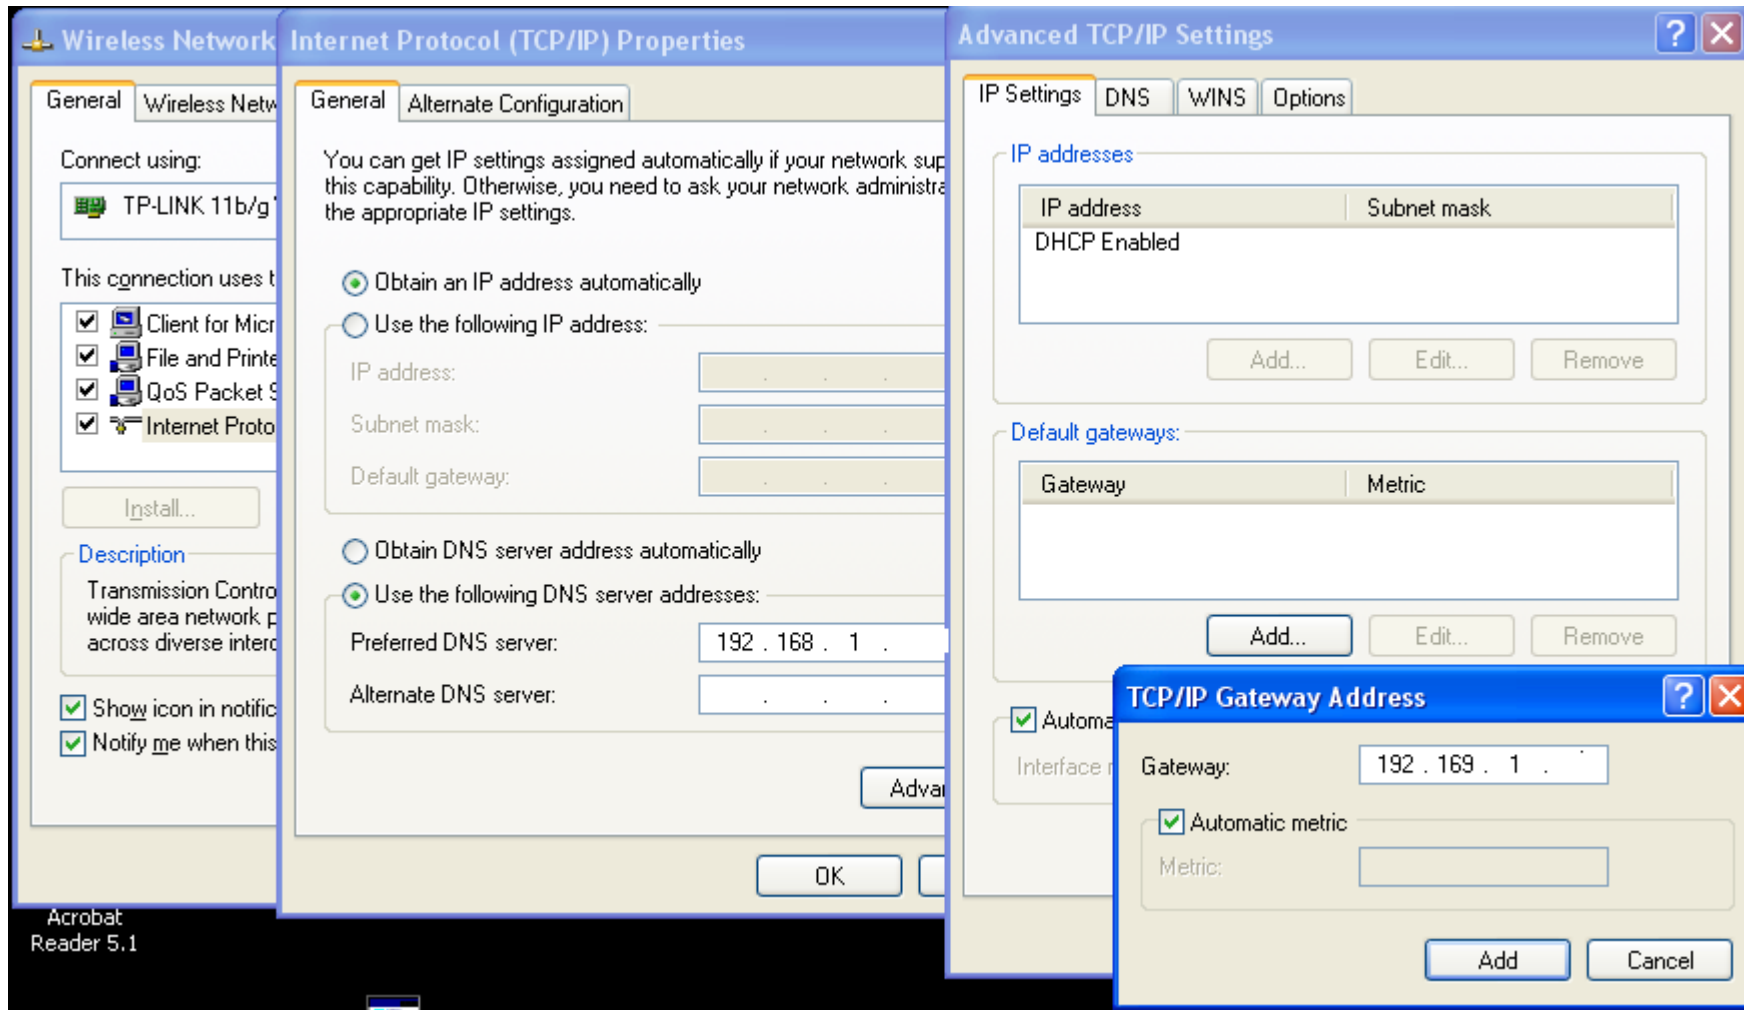 Wireless Network
General
Wireless Netw
Connect using:
TP-LINK 11b/g
This connection uses t
Client for Micr
File and Printe
QoS Packet S
Internet Proto
Install...
Description
Transmission Contro
wide area network p
across diverse interc
Show icon in notific
Notify me when this
Acrobat
Reader 5.1
Internet Protocol (TCP/IP) Properties
General
Alternate Configuration
You can get IP settings assigned automatically if your network sup
this capability. Otherwise, you need to ask your network administra
the appropriate IP settings.
Obtain an IP address automatically
Use the following IP address:
IP address:
Subnet mask:
Default gateway:
Obtain DNS server address automatically
Use the following DNS server addresses:
Preferred DNS server: 192 . 168 . 1 .
Alternate DNS server: . . .
Advan
OK
Advanced TCP/IP Settings
IP Settings
DNS
WINS
Options
IP addresses
IP address Subnet mask
DHCP Enabled
Add... Edit... Remove
Default gateways:
Gateway Metric
Add... Edit... Remove
Automa
Interface r
TCP/IP Gateway Address
Gateway: 192 . 169 . 1 .
Automatic metric
Metric:
Add Cancel